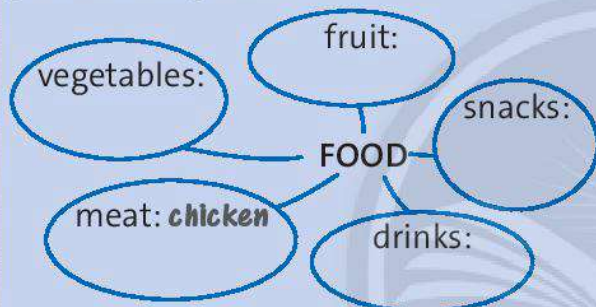 fruit:
vegetables:
snacks:
FOOD
meat: chicken
drinks: